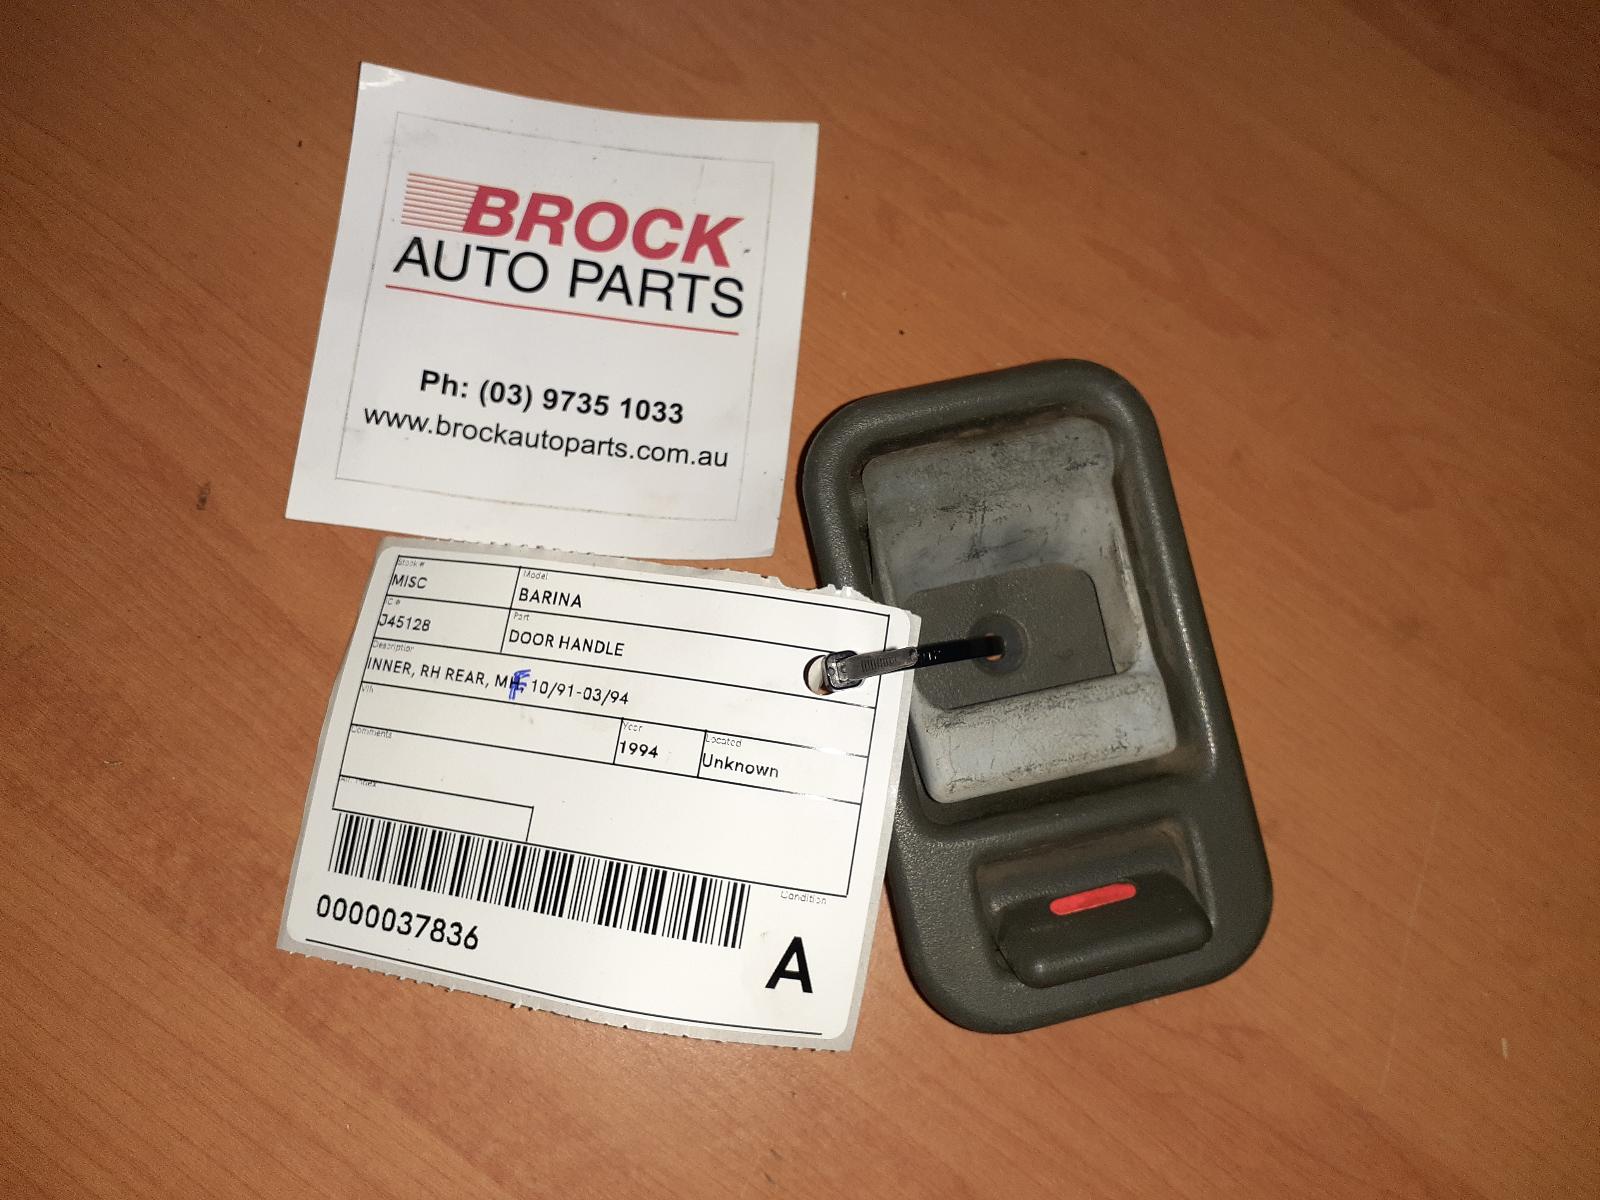 BROCK
AUTO PARTS
Ph: (03) 9735 1033
www.brockautoparts.com.au
Stock #
MISC
Model
BARINA
IC #
J45128
Part
DOOR HANDLE
Description
INNER, RH REAR, MF, 10/91-03/94
Vin
Year
1994
Located
Unknown
Comments
0000037836
Condition
A